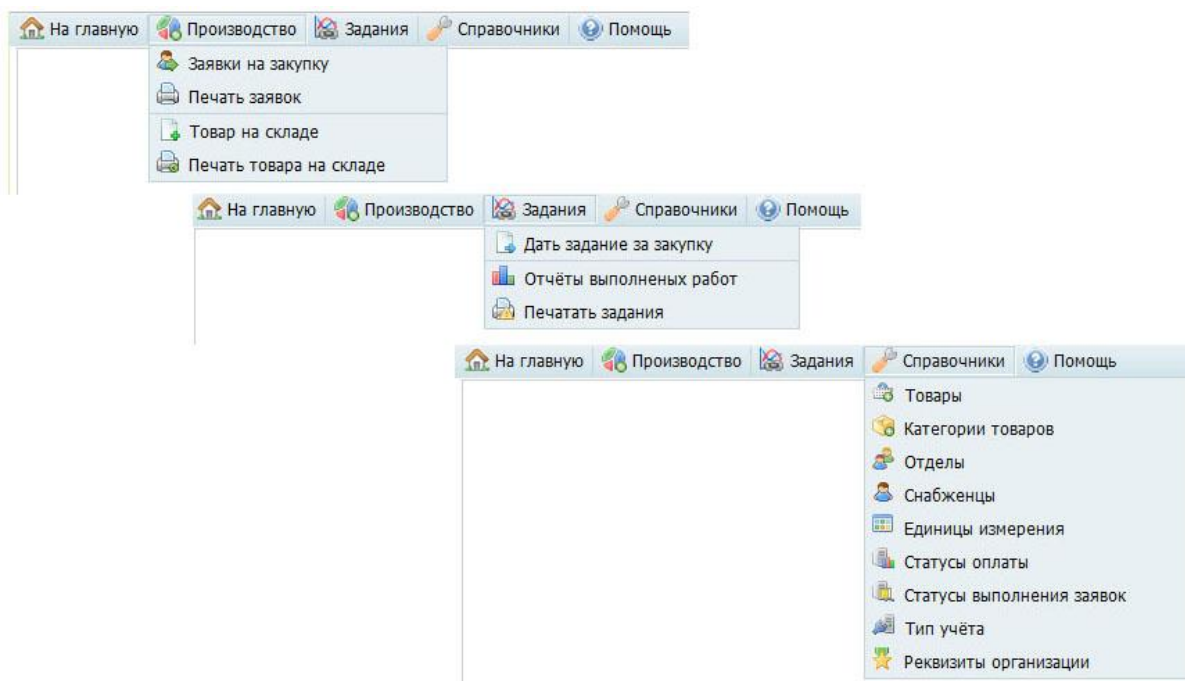 На главную Производство Задания Справочники Помощь
Заявки на закупку
Печать заявок
Товар на складе
Печать товара на складе
На главную Производство Задания Справочники Помощь
Дать задание за закупку
Отчёты выполненых работ
Печатать задания
На главную Производство Задания Справочники Помощь
Товары
Категории товаров
Отделы
Снабженцы
Единицы измерения
Статусы оплаты
Статусы выполнения заявок
Тип учёта
Реквизиты организации